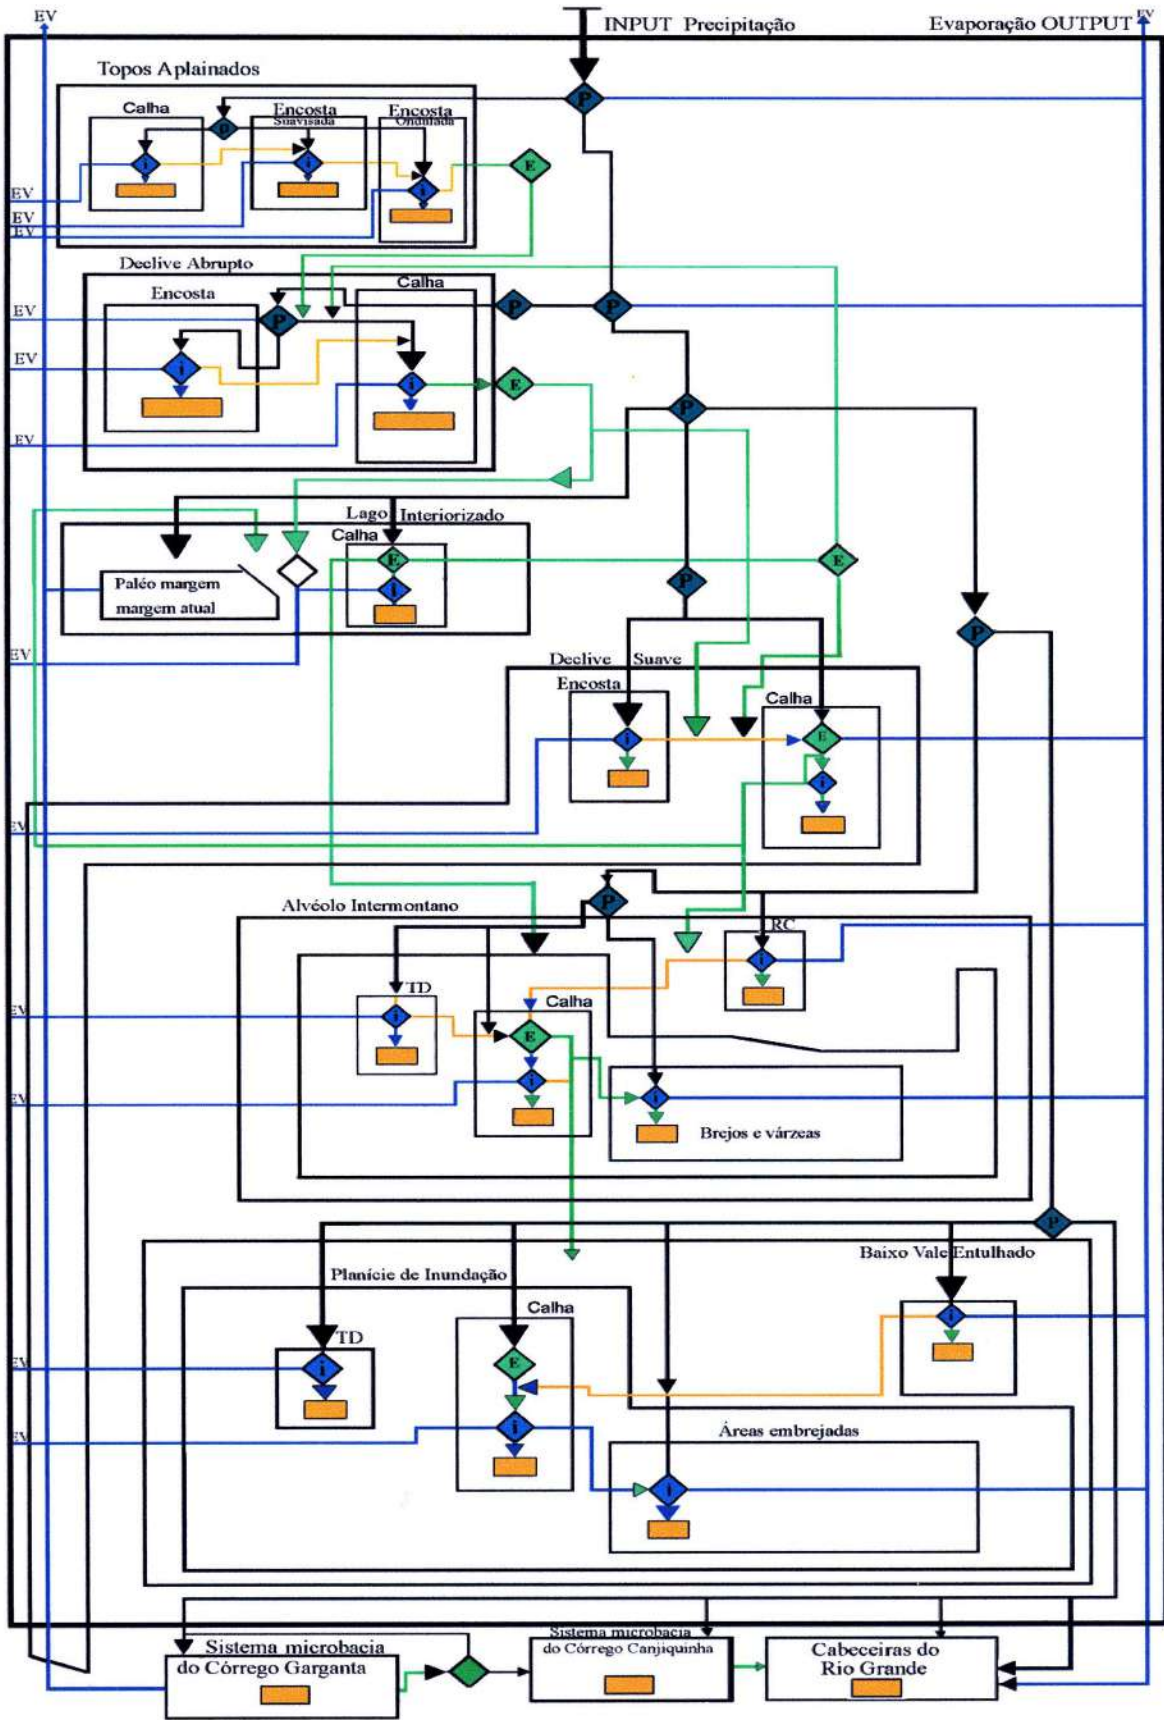 EV
INPUT Precipitação
Evaporação OUTPUT
EV
Topos Aplainados
P
Calha
Encosta
Suavisada
Encosta
Ondulada
P
i
i
i
E
EV
EV
EV
Declive Abrupto
Encosta
Calha
P
P
P
EV
EV
i
i
E
P
EV
Lago Interiorizado
Calha
E
E
Paléo margem
margem atual
i
P
P
EV
Declive Suave
Encosta
Calha
i
E
i
EV
Alvéolo Intermontano
P
RC
i
TD
Calha
EV
i
E
i
i
EV
Brejos e várzeas
P
Baixo Vale Entulhado
Planície de Inundação
Calha
i
TD
E
EV
i
EV
i
Áreas embrejadas
i
Sistema microbacia
do Córrego Garganta
Sistema microbacia
do Córrego Canjiquinha
Cabeceiras do
Rio Grande